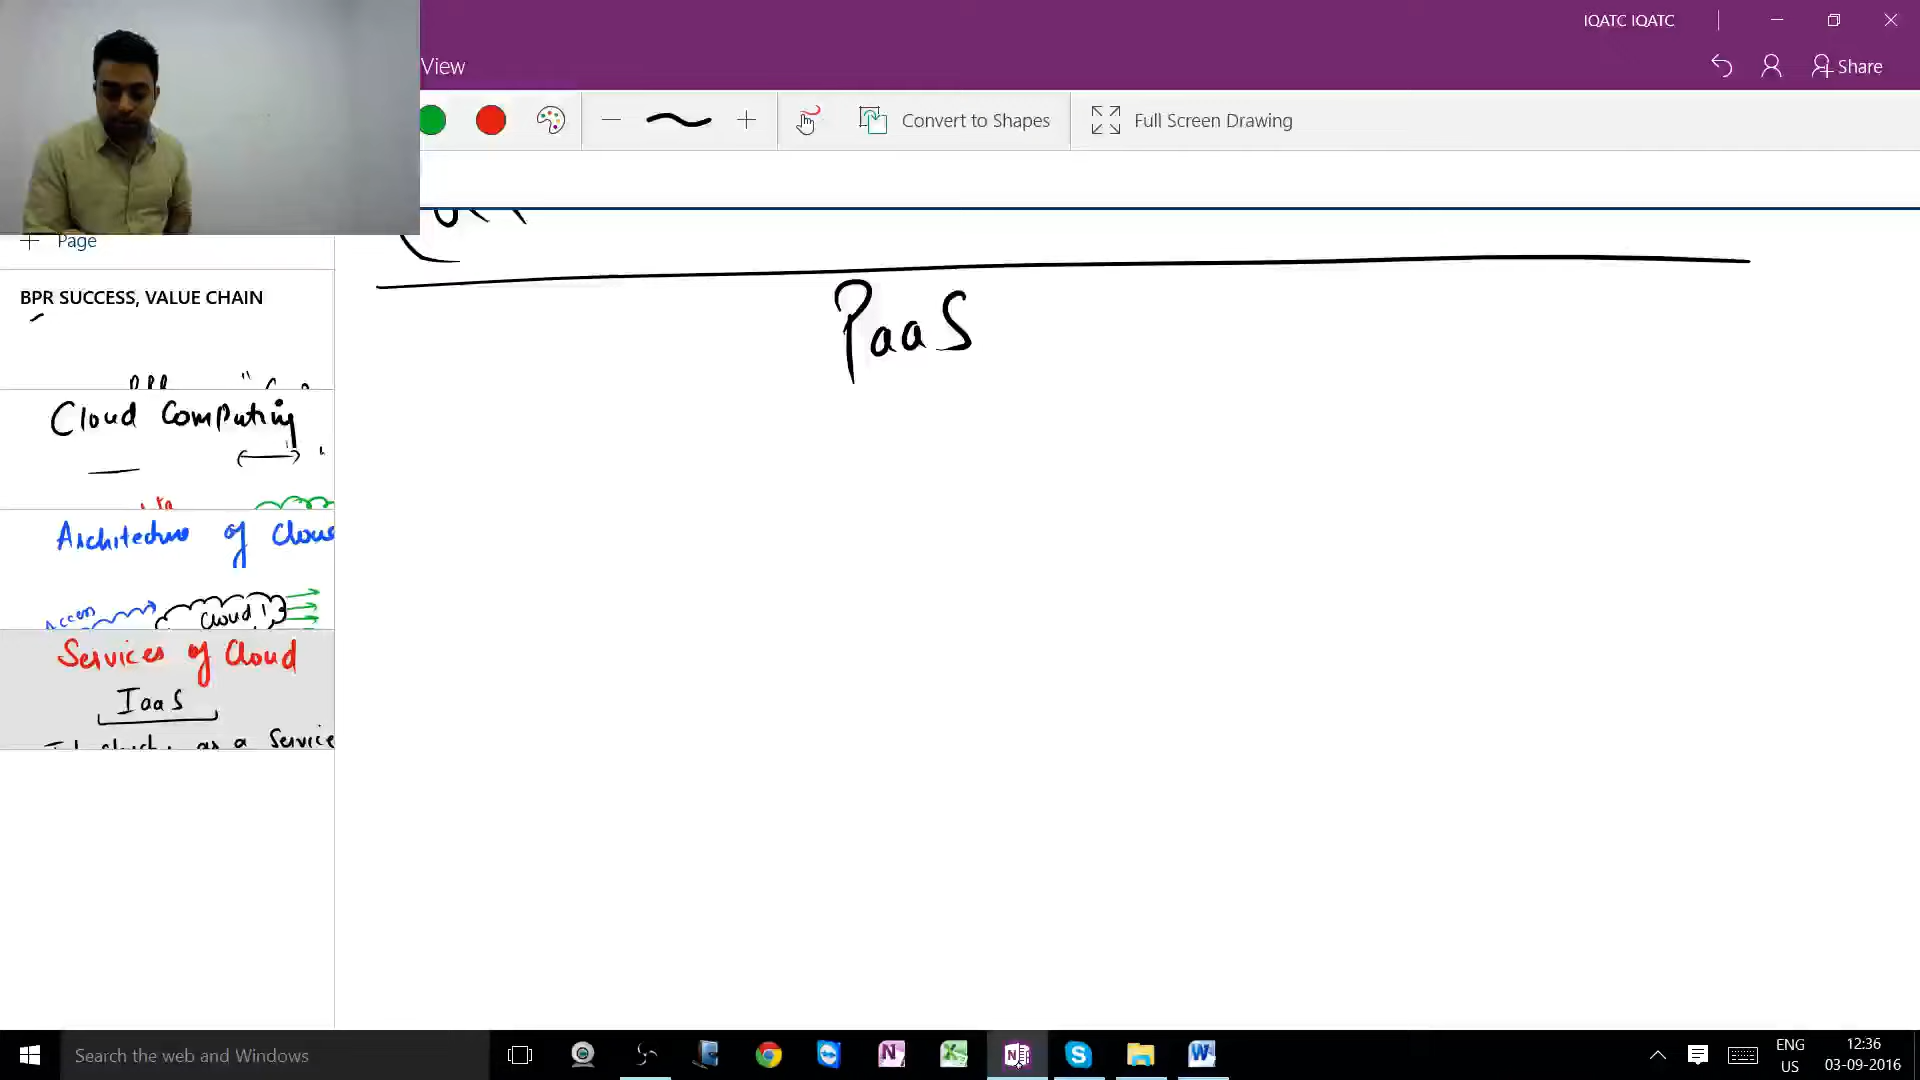 IQATC IQATC
View
Share
Convert to Shapes
Full Screen Drawing
Page
BPR SUCCESS, VALUE CHAIN
PaaS
Cloud Computing
Architecture of Cloud
Access
Cloud
Services of Cloud
IaaS
as a Service
Search the web and Windows
ENG
US
12:36
03-09-2016